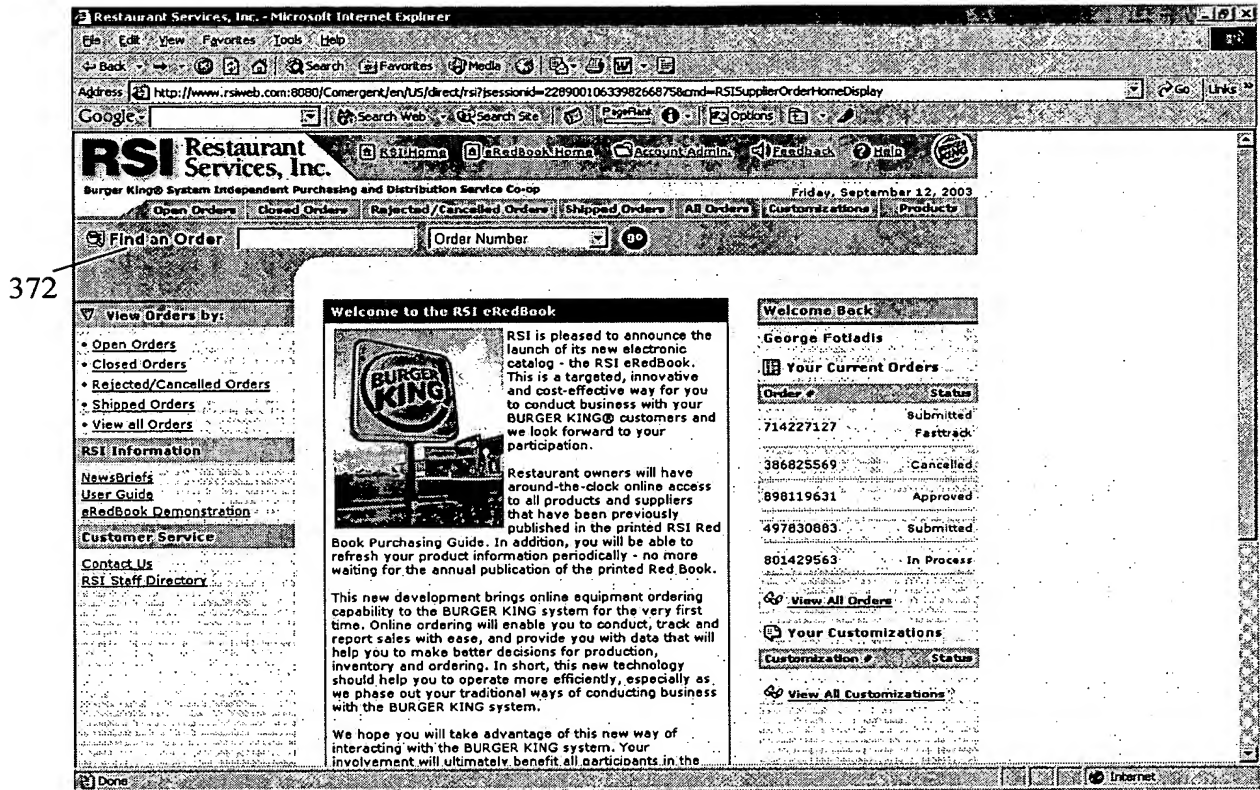 Restaurant Services, Inc. - Microsoft Internet Explorer
File Edit View Favorites Tools Help
Back Search Favorites Media
Address http://www.rsiweb.com:8080/Comergent/en/US/direct/rsi?jsessionid=22890010633982668758&cmd=RSISupplierOrderHomeDisplay Go Links »
Google Search Web Search Site PageRank Options
RSI Restaurant Services, Inc.
RSI Home eRedBook Home Account Admin. Feedback Help
Burger King® System Independent Purchasing and Distribution Service Co-op Friday, September 12, 2003
Open Orders Closed Orders Rejected/Cancelled Orders Shipped Orders All Orders Customizations Products
Find an Order Order Number go
372
View Orders by:
• Open Orders
• Closed Orders
• Rejected/Cancelled Orders
• Shipped Orders
• View all Orders
RSI Information
NewsBriefs
User Guide
eRedBook Demonstration
Customer Service
Contact Us
RSI Staff Directory
Welcome to the RSI eRedBook
BURGER
KING
RSI is pleased to announce the
launch of its new electronic
catalog - the RSI eRedBook.
This is a targeted, innovative
and cost-effective way for you
to conduct business with your
BURGER KING® customers and
we look forward to your
participation.
Restaurant owners will have
around-the-clock online access
to all products and suppliers
that have been previously
published in the printed RSI Red
Book Purchasing Guide. In addition, you will be able to
refresh your product information periodically - no more
waiting for the annual publication of the printed Red Book.
This new development brings online equipment ordering
capability to the BURGER KING system for the very first
time. Online ordering will enable you to conduct, track and
report sales with ease, and provide you with data that will
help you to make better decisions for production,
inventory and ordering. In short, this new technology
should help you to operate more efficiently, especially as
we phase out your traditional ways of conducting business
with the BURGER KING system.
We hope you will take advantage of this new way of
interacting with the BURGER KING system. Your
involvement will ultimately benefit all participants in the
Welcome Back
George Fotiadis
Your Current Orders
Order # Status
714227127 Submitted Fasttrack
386825569 Cancelled
898119631 Approved
497830883 Submitted
801429563 In Process
View All Orders
Your Customizations
Customization # Status
View All Customizations
Done Internet